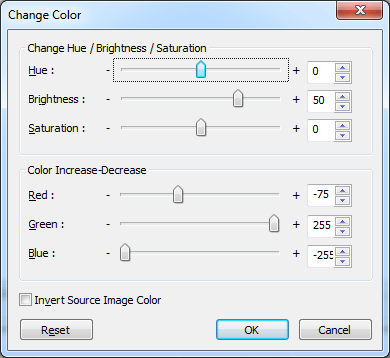 Change Color
Change Hue / Brightness / Saturation
Hue : - + 0
Brightness : - + 50
Saturation : - + 0
Color Increase-Decrease
Red : - + -75
Green : - + 255
Blue : - + -255
Invert Source Image Color
Reset OK Cancel